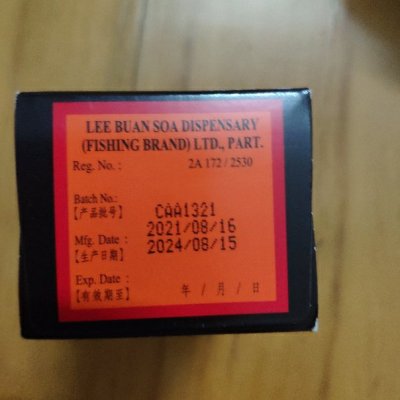 LEE BUAN SOA DISPENSARY
(FISHING BRAND) LTD., PART.
Reg. No. : 2A 172 / 2530
Batch No.:
【产品批号】 CAA1321
2021/08/16
Mfg. Date : 2024/08/15
【生产日期】
Exp. Date :
【有效期至】 年 / 月 / 日